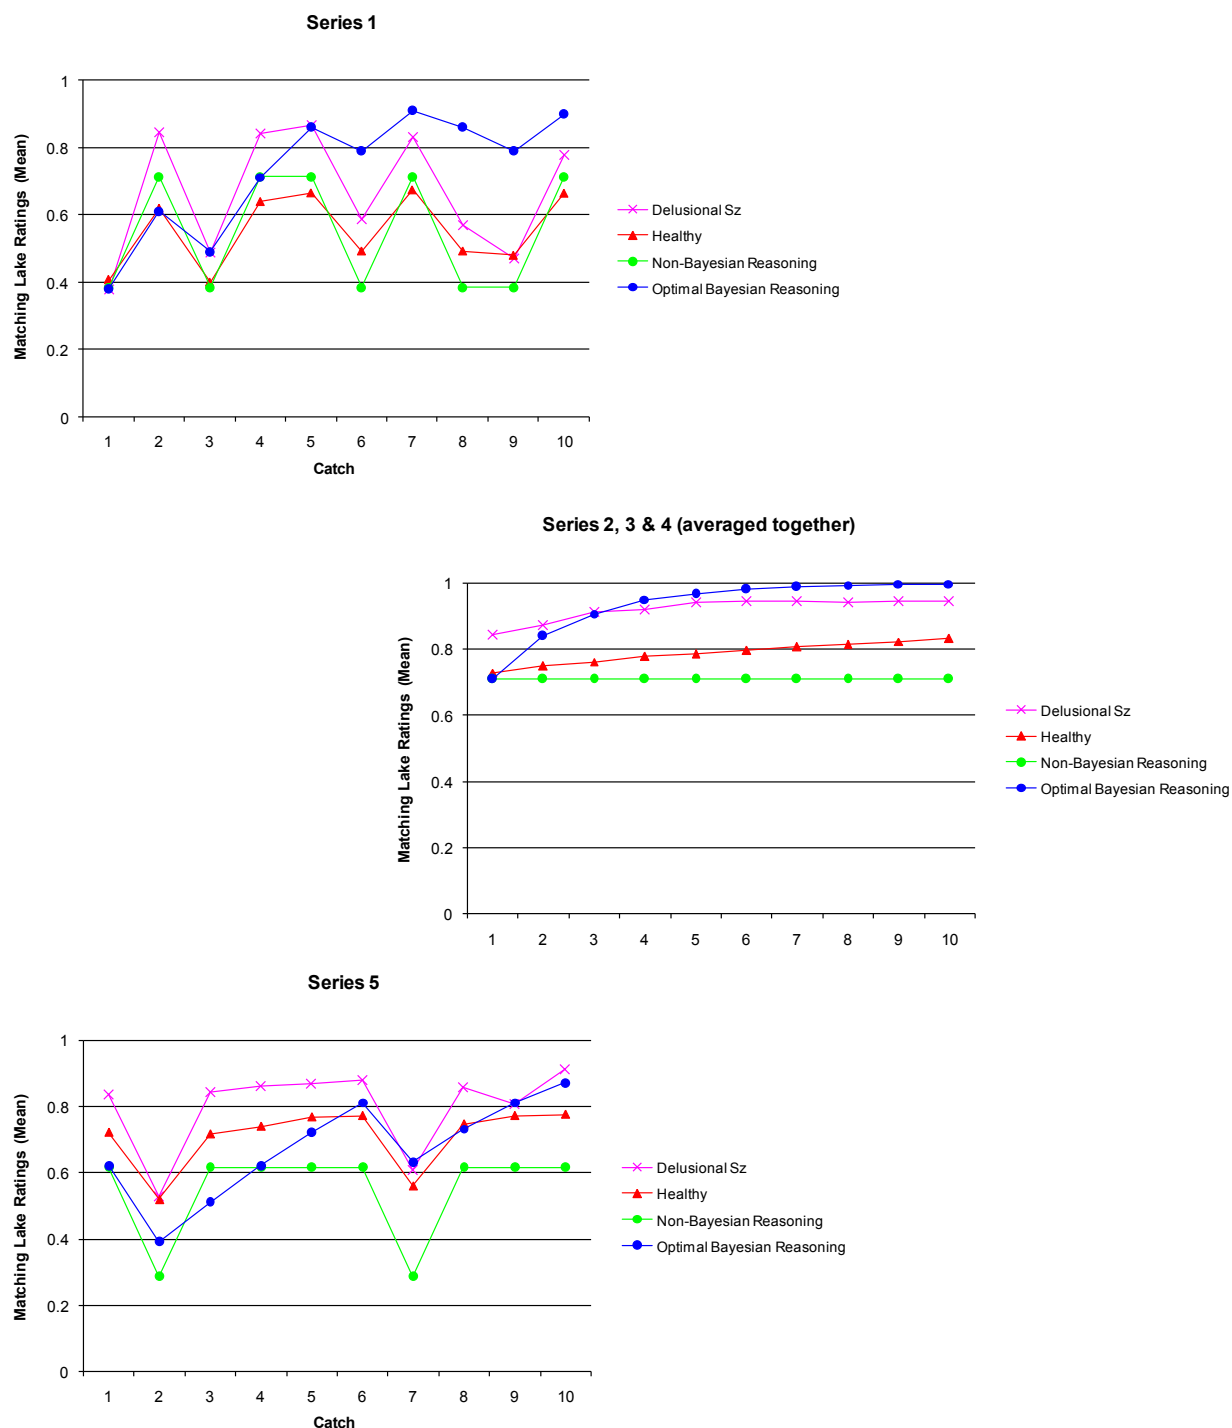 Series 1
Matching Lake Ratings (Mean)
1
0.8
0.6
0.4
0.2
0
1 2 3 4 5 6 7 8 9 10
Catch
Delusional Sz
Healthy
Non-Bayesian Reasoning
Optimal Bayesian Reasoning
Series 2, 3 & 4 (averaged together)
Matching Lake Ratings (Mean)
1
0.8
0.6
0.4
0.2
0
1 2 3 4 5 6 7 8 9 10
Delusional Sz
Healthy
Non-Bayesian Reasoning
Optimal Bayesian Reasoning
Series 5
Matching Lake Ratings (Mean)
1
0.8
0.6
0.4
0.2
0
1 2 3 4 5 6 7 8 9 10
Catch
Delusional Sz
Healthy
Non-Bayesian Reasoning
Optimal Bayesian Reasoning